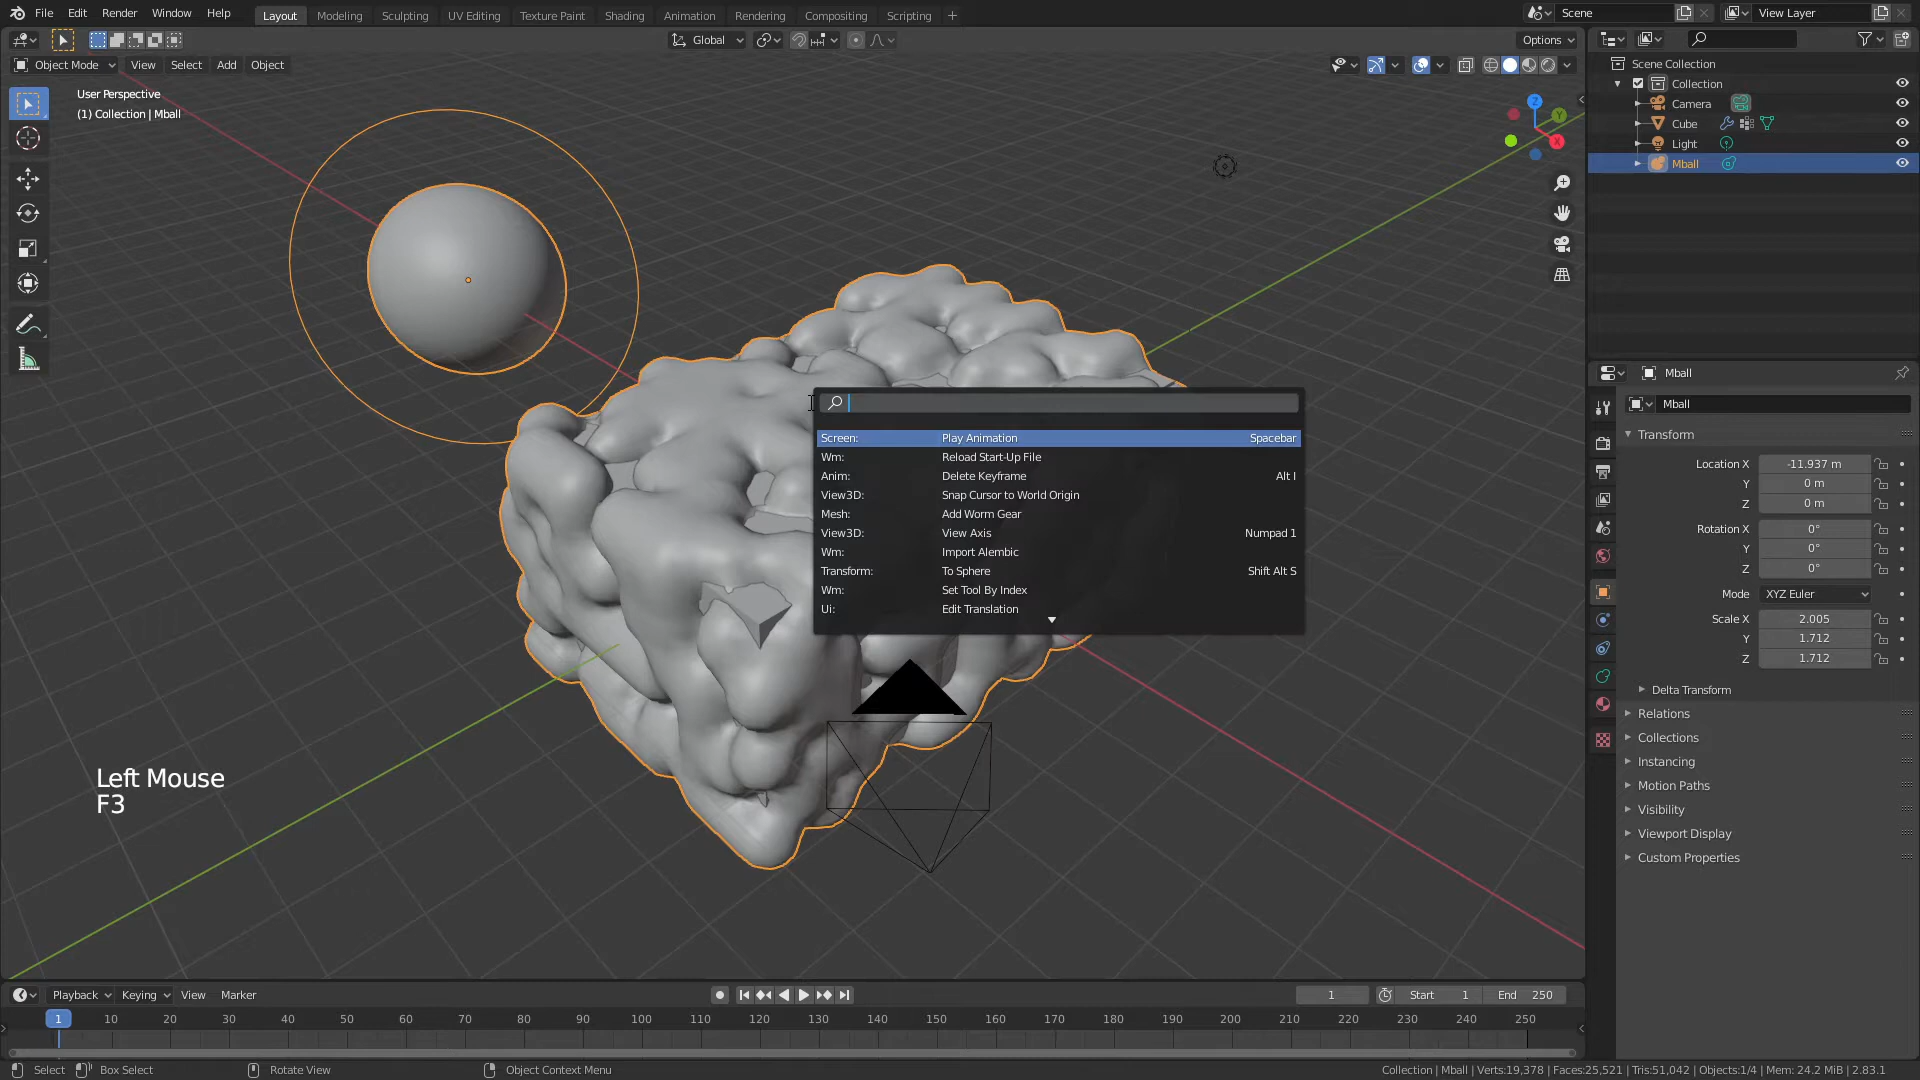 File Edit Render Window Help Layout Modeling Sculpting UV Editing Texture Paint Shading Animation Rendering Compositing Scripting + Scene View Layer
Global Options
Object Mode View Select Add Object
User Perspective
(1) Collection | Mball
Z
Y
X
Scene Collection
Collection
Camera
Cube
Light
Mball
Screen: Play Animation Spacebar
Wm: Reload Start-Up File
Anim: Delete Keyframe Alt I
View3D: Snap Cursor to World Origin
Mesh: Add Worm Gear
View3D: View Axis Numpad 1
Wm: Import Alembic
Transform: To Sphere Shift Alt S
Wm: Set Tool By Index
Ui: Edit Translation
Mball
Mball
Transform
Location X -11.937 m
Y 0 m
Z 0 m
Rotation X 0°
Y 0°
Z 0°
Mode XYZ Euler
Scale X 2.005
Y 1.712
Z 1.712
Delta Transform
Relations
Collections
Instancing
Motion Paths
Visibility
Viewport Display
Custom Properties
Left Mouse
F3
Playback Keying View Marker 1 Start 1 End 250
1 10 20 30 40 50 60 70 80 90 100 110 120 130 140 150 160 170 180 190 200 210 220 230 240 250
Select Box Select Rotate View Object Context Menu Collection | Mball | Verts:19,378 | Faces:25,521 | Tris:51,042 | Objects:1/4 | Mem: 24.2 MiB | 2.83.1